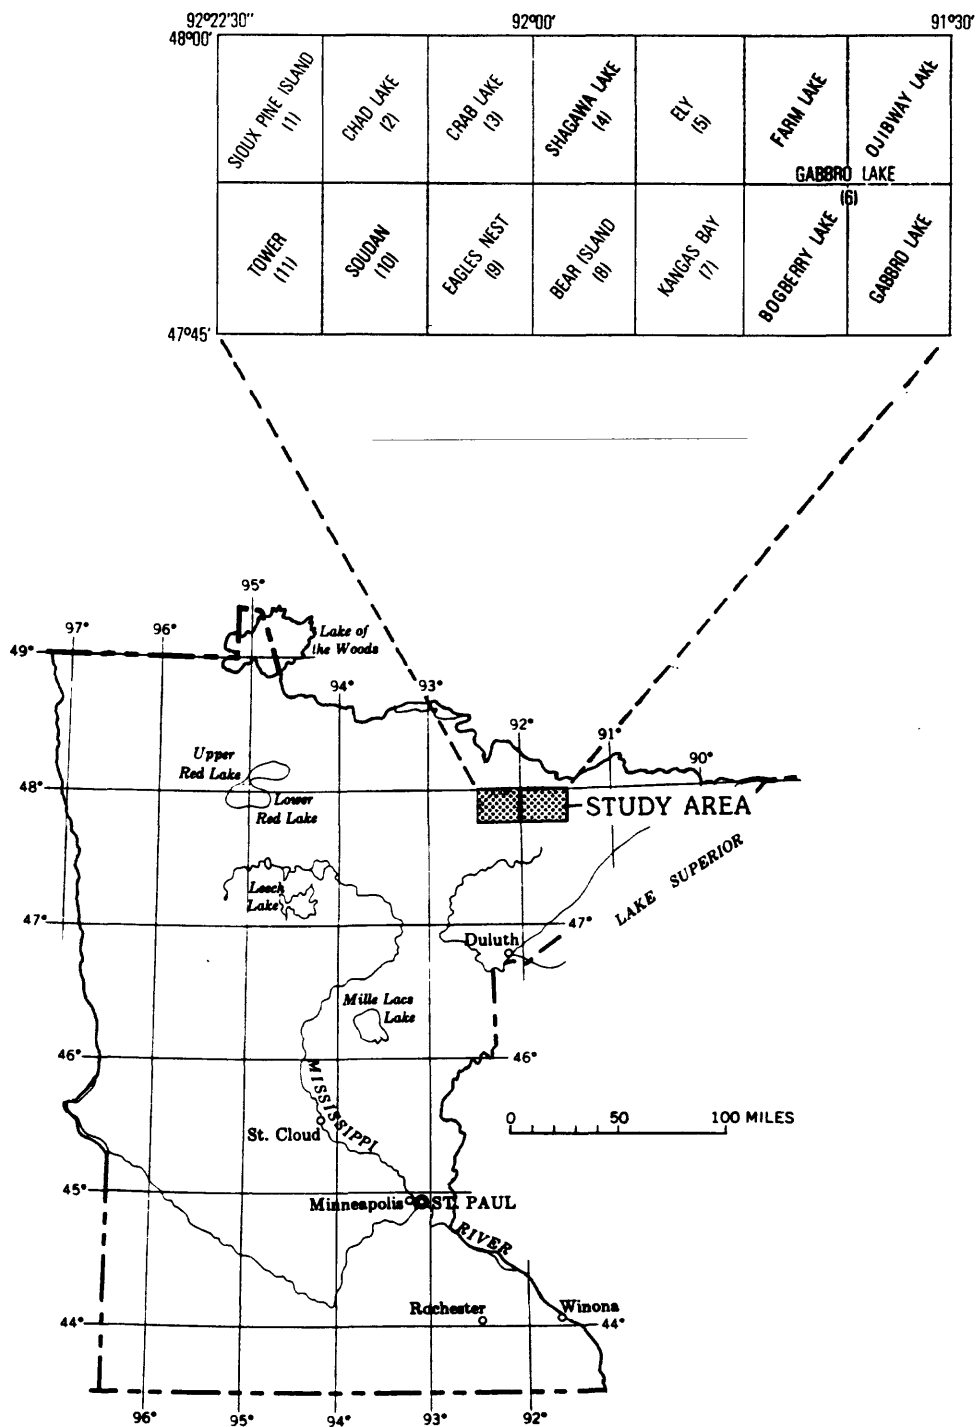 92°22'30"
92°00'
91°30'
48°00'
SIOUX PINE ISLAND
(1)
CHAD LAKE
(2)
CRAB LAKE
(3)
SHAGAWA LAKE
(4)
ELY
(5)
FARM LAKE
OJIBWAY LAKE
GABBRO LAKE
(6)
TOWER
(11)
SOUDAN
(10)
EAGLES NEST
(9)
BEAR ISLAND
(8)
KANGAS BAY
(7)
BOGBERRY LAKE
GABBRO LAKE
47°45'
95°
97°
96°
Lake of
the Woods
49°
94°
93°
92°
91°
90°
Upper
Red Lake
48°
Lower
Red Lake
STUDY AREA
LAKE SUPERIOR
Leech
Lake
47°
47°
Duluth
Mille Lacs
Lake
46°
46°
MISSISSIPPI
0 50 100 MILES
St. Cloud
45°
Minneapolis
ST. PAUL
RIVER
Rochester
Winona
44°
44°
96°
95°
94°
93°
92°